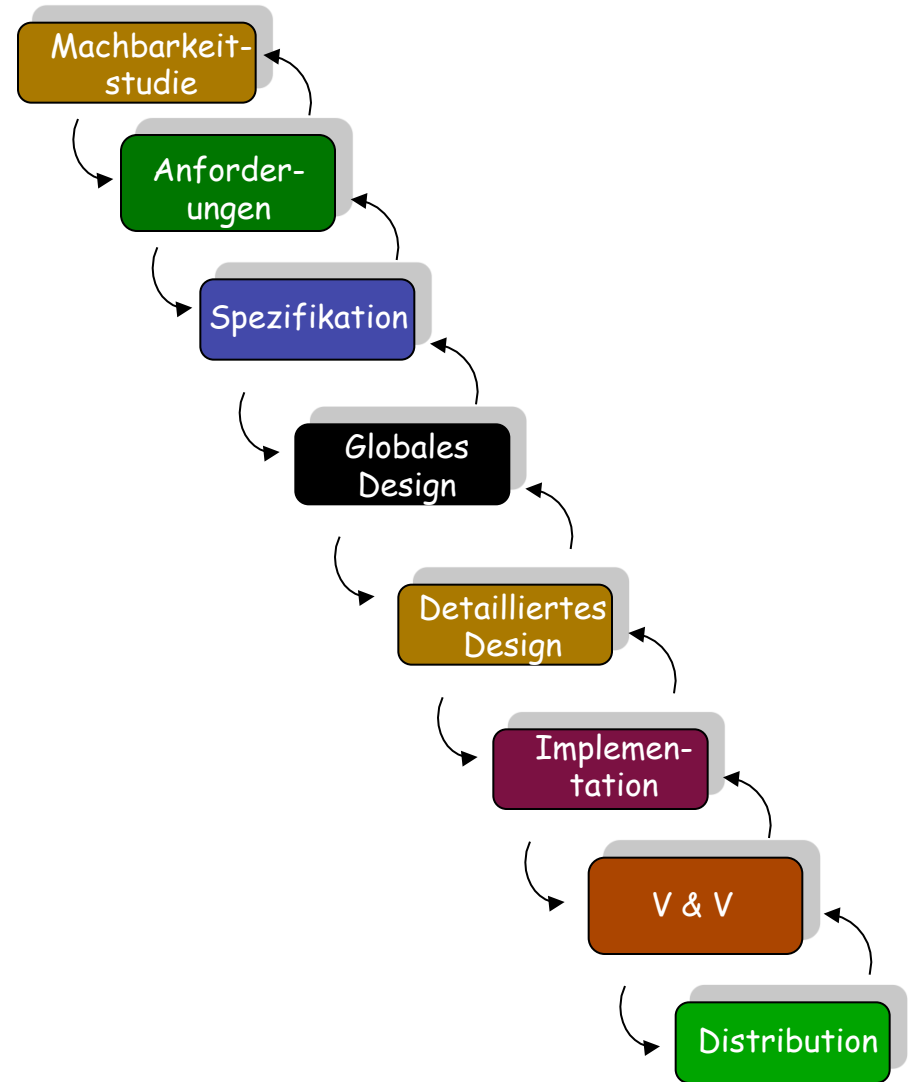 Machbarkeit-
studie
Anforder-
ungen
Spezifikation
Globales
Design
Detailliertes
Design
Implemen-
tation
V & V
Distribution